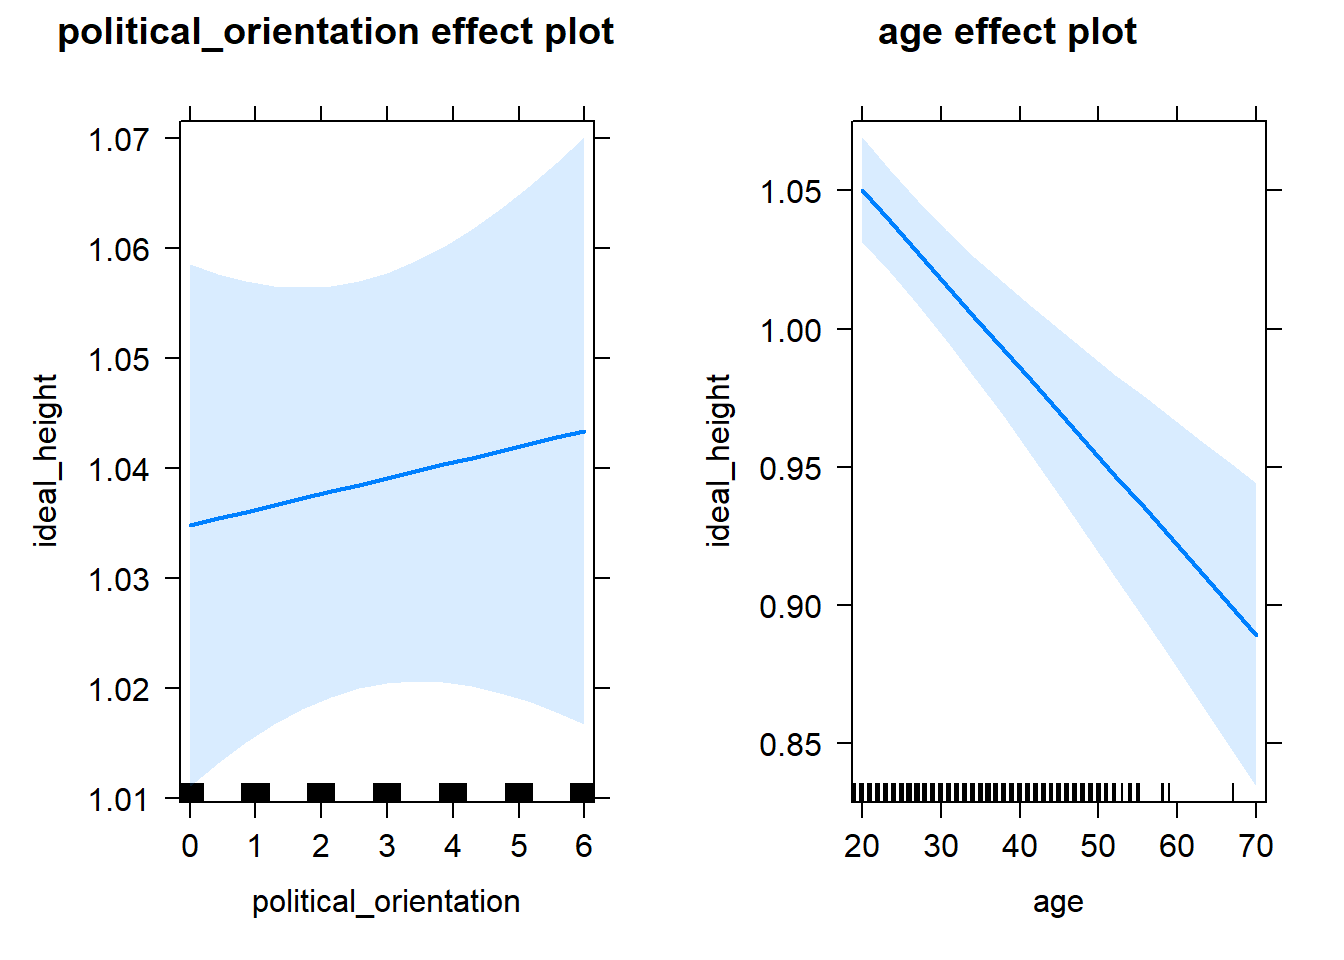 political_orientation effect plot
1.07
1.06
1.05
1.04
1.03
1.02
1.01
ideal_height
0 1 2 3 4 5 6
political_orientation
age effect plot
1.05
1.00
0.95
0.90
0.85
ideal_height
20 30 40 50 60 70
age